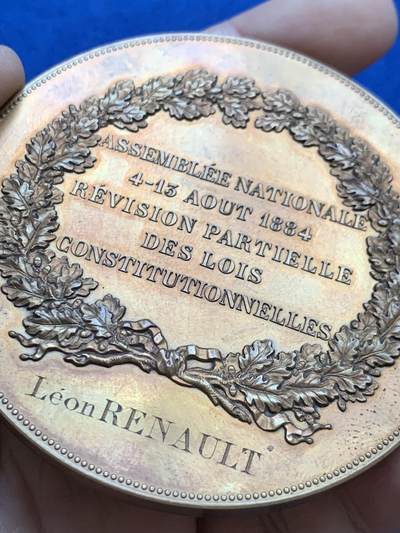 ASSEMBLÉE NATIONALE
4-13 AOUT 1884
RÉVISION PARTIELLE
DES LOIS
CONSTITUTIONNELLES
Léon RENAULT